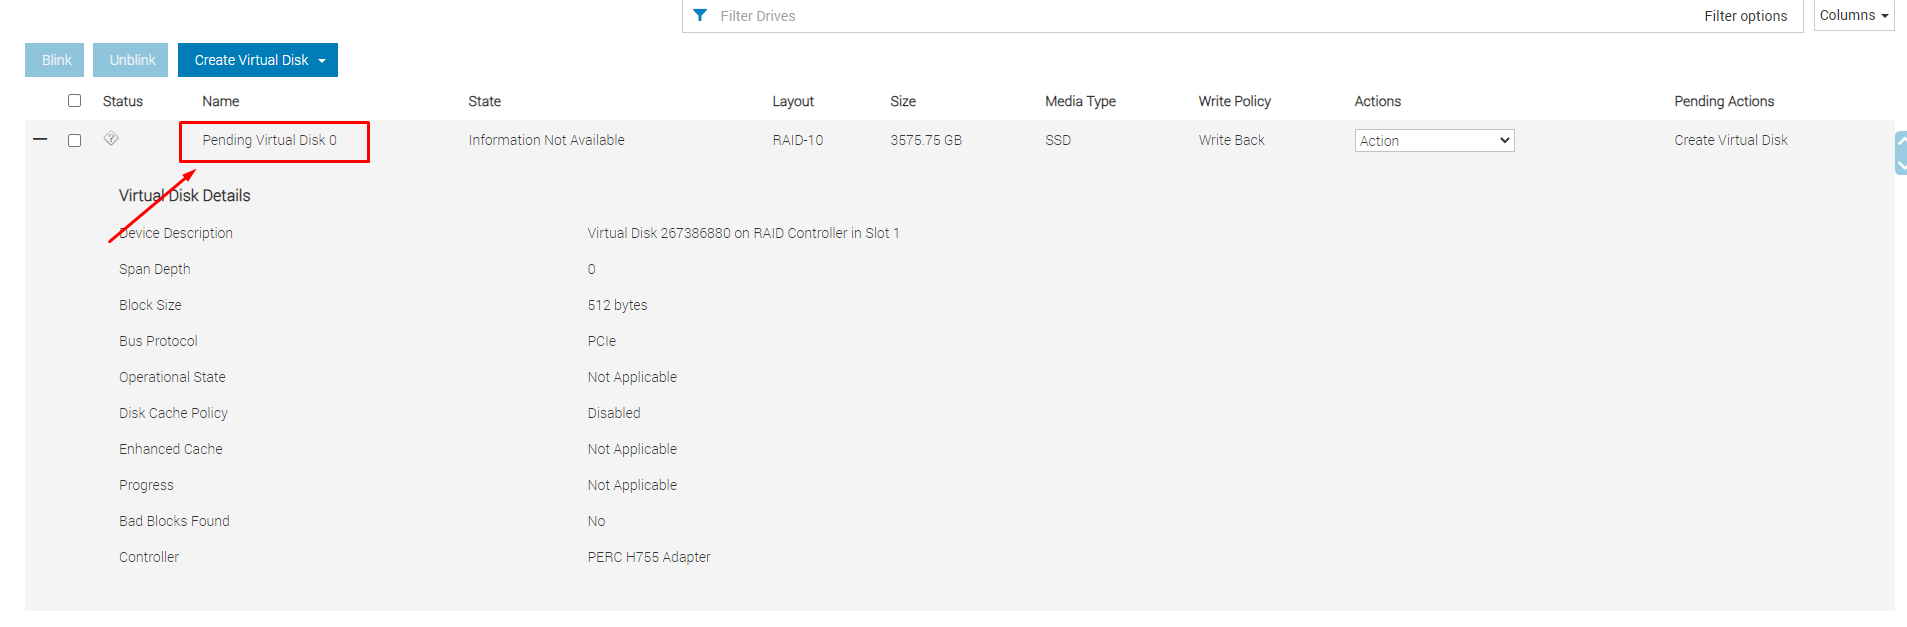 Filter Drives Filter options Columns
Blink Unblink Create Virtual Disk
Status Name State Layout Size Media Type Write Policy Actions Pending Actions
Pending Virtual Disk 0 Information Not Available RAID-10 3575.75 GB SSD Write Back Action Create Virtual Disk
Virtual Disk Details
Device Description Virtual Disk 267386880 on RAID Controller in Slot 1
Span Depth 0
Block Size 512 bytes
Bus Protocol PCIe
Operational State Not Applicable
Disk Cache Policy Disabled
Enhanced Cache Not Applicable
Progress Not Applicable
Bad Blocks Found No
Controller PERC H755 Adapter